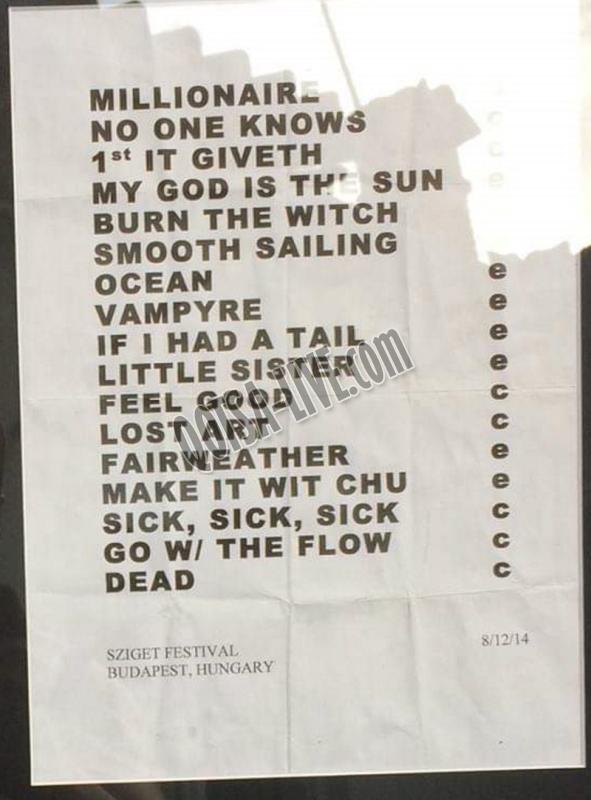 MILLIONAIRE
NO ONE KNOWS
1st IT GIVETH
MY GOD IS THE SUN e
BURN THE WITCH
SMOOTH SAILING
OCEAN e
VAMPYRE e
IF I HAD A TAIL e
LITTLE SISTER e
FEEL GOOD c
LOST ART c
FAIRWEATHER e
MAKE IT WIT CHU e
SICK, SICK, SICK c
GO W/ THE FLOW c
DEAD c
QOTSA-LIVE.com
SZIGET FESTIVAL 8/12/14
BUDAPEST, HUNGARY